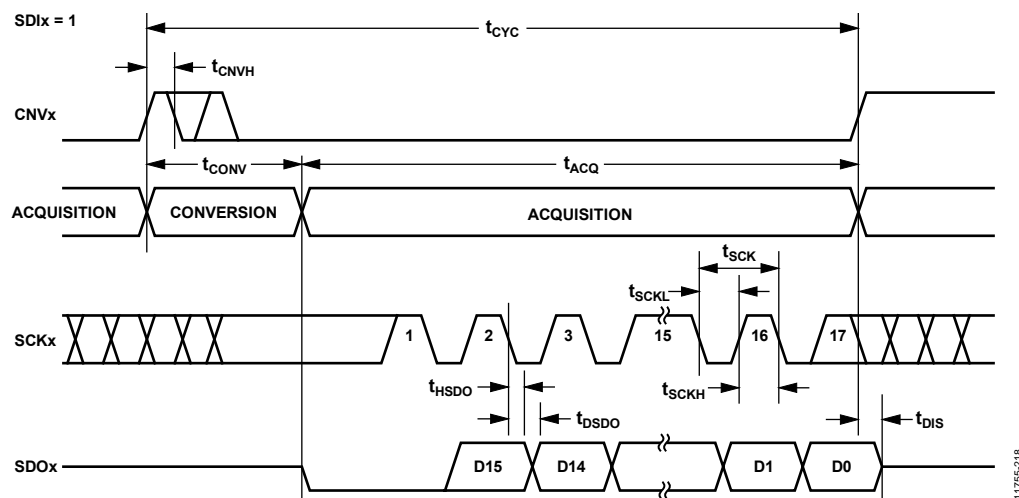 SDIx = 1
tCYC
tCNVH
CNVx
tCONV
tACQ
ACQUISITION
CONVERSION
ACQUISITION
tSCK
tSCKL
SCKx
1
2
3
15
16
17
tHSDO
tSCKH
tDSDO
tDIS
SDOx
D15
D14
D1
D0
11755-218